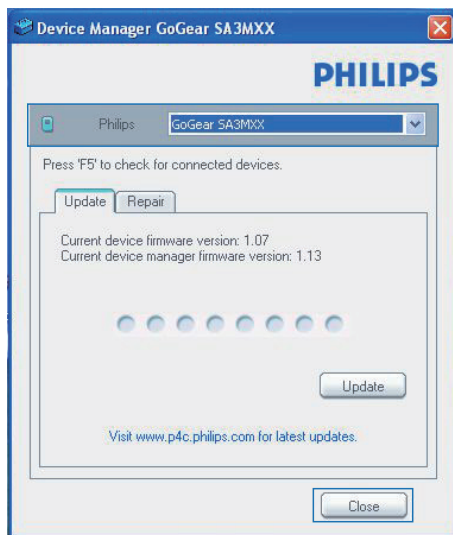 Device Manager GoGear SA3MXX
PHILIPS
Philips GoGear SA3MXX
Press 'F5' to check for connected devices.
Update Repair
Current device firmware version: 1.07
Current device manager firmware version: 1.13
Update
Visit www.p4c.philips.com for latest updates.
Close